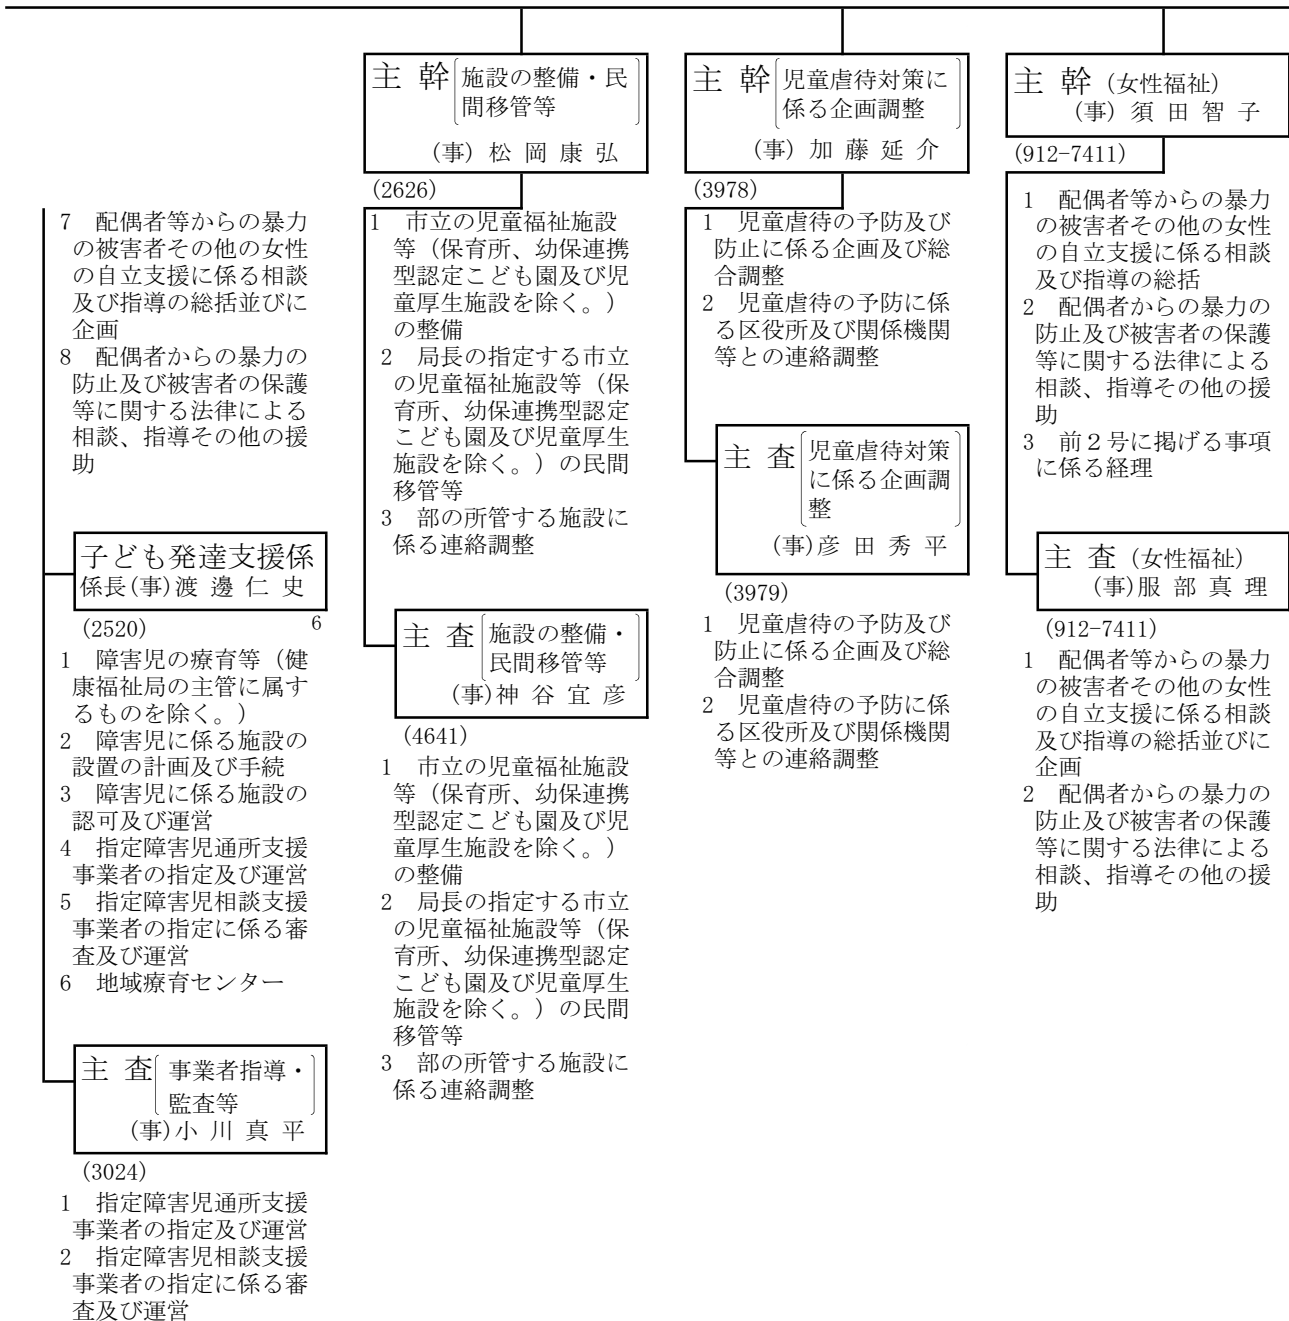 7　配偶者等からの暴力
の被害者その他の女性
の自立支援に係る相談
及び指導の総括並びに
企画
8　配偶者からの暴力の
防止及び被害者の保護
等に関する法律による
相談、指導その他の援
助
子ども発達支援係
係長(事)渡 邊 仁 史
(2520)　6
1　障害児の療育等（健
康福祉局の主管に属す
るものを除く。）
2　障害児に係る施設の
設置の計画及び手続
3　障害児に係る施設の
認可及び運営
4　指定障害児通所支援
事業者の指定及び運営
5　指定障害児相談支援
事業者の指定に係る審
査及び運営
6　地域療育センター
主 査 事業者指導・
監査等
(事)小 川 真 平
(3024)
1　指定障害児通所支援
事業者の指定及び運営
2　指定障害児相談支援
事業者の指定に係る審
査及び運営
主 幹 施設の整備・民
間移管等
(事) 松 岡 康 弘
(2626)
1　市立の児童福祉施設
等（保育所、幼保連携
型認定こども園及び児
童厚生施設を除く。）
の整備
2　局長の指定する市立
の児童福祉施設等（保
育所、幼保連携型認定
こども園及び児童厚生
施設を除く。）の民間
移管等
3　部の所管する施設に
係る連絡調整
主 査 施設の整備・
民間移管等
(事)神 谷 宜 彦
(4641)
1　市立の児童福祉施設
等（保育所、幼保連携
型認定こども園及び児
童厚生施設を除く。）
の整備
2　局長の指定する市立
の児童福祉施設等（保
育所、幼保連携型認定
こども園及び児童厚生
施設を除く。）の民間
移管等
3　部の所管する施設に
係る連絡調整
主 幹 児童虐待対策に
係る企画調整
(事) 加 藤 延 介
(3978)
1　児童虐待の予防及び
防止に係る企画及び総
合調整
2　児童虐待の予防に係
る区役所及び関係機関
等との連絡調整
主 査 児童虐待対策
に係る企画調
整
(事)彦 田 秀 平
(3979)
1　児童虐待の予防及び
防止に係る企画及び総
合調整
2　児童虐待の予防に係
る区役所及び関係機関
等との連絡調整
主 幹 (女性福祉)
(事) 須 田 智 子
(912-7411)
1　配偶者等からの暴力
の被害者その他の女性
の自立支援に係る相談
及び指導の総括
2　配偶者からの暴力の
防止及び被害者の保護
等に関する法律による
相談、指導その他の援
助
3　前２号に掲げる事項
に係る経理
主 査 (女性福祉)
(事)服 部 真 理
(912-7411)
1　配偶者等からの暴力
の被害者その他の女性
の自立支援に係る相談
及び指導の総括並びに
企画
2　配偶者からの暴力の
防止及び被害者の保護
等に関する法律による
相談、指導その他の援
助